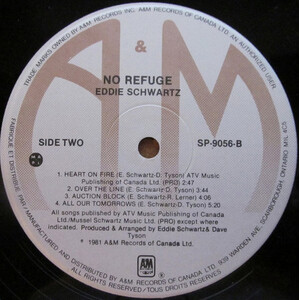 TRADE MARKS OWNED BY A&M RECORDS INC. A&M RECORDS OF CANADA LTD. AN AUTHORIZED USER
A & M
NO REFUGE
EDDIE SCHWARTZ
SIDE TWO
SP-9056-B
1. HEART ON FIRE (E. Schwartz-D. Tyson) ATV Music
Publishing of Canada Ltd. (PRO) 2:47
2. OVER THE LINE (E. Schwartz-D. Tyson) 3:44
3. AUCTION BLOCK (E. Schwartz-R. Lerner) 4:06
4. ALL OUR TOMORROWS (E. Schwartz-D. Tyson) 5:20
All songs published by ATV Music Publishing of Canada
Ltd./Mussel Schwartz Music Ltd. (PRO) except where
indicated. Produced & Arranged by Eddie Schwartz & Dave
Tyson.
℗ 1981 A&M Records of Canada Ltd.
A&M
RECORDS
FABRIQUE ET DISTRIBUE PAR/MANUFACTURED AND DISTRIBUTED BY A&M RECORDS OF CANADA LTD. 939 WARDEN AVE. SCARBOROUGH, ONTARIO M1L 4C5
ALL RIGHTS RESERVED/TOUS DROITS RESERVES